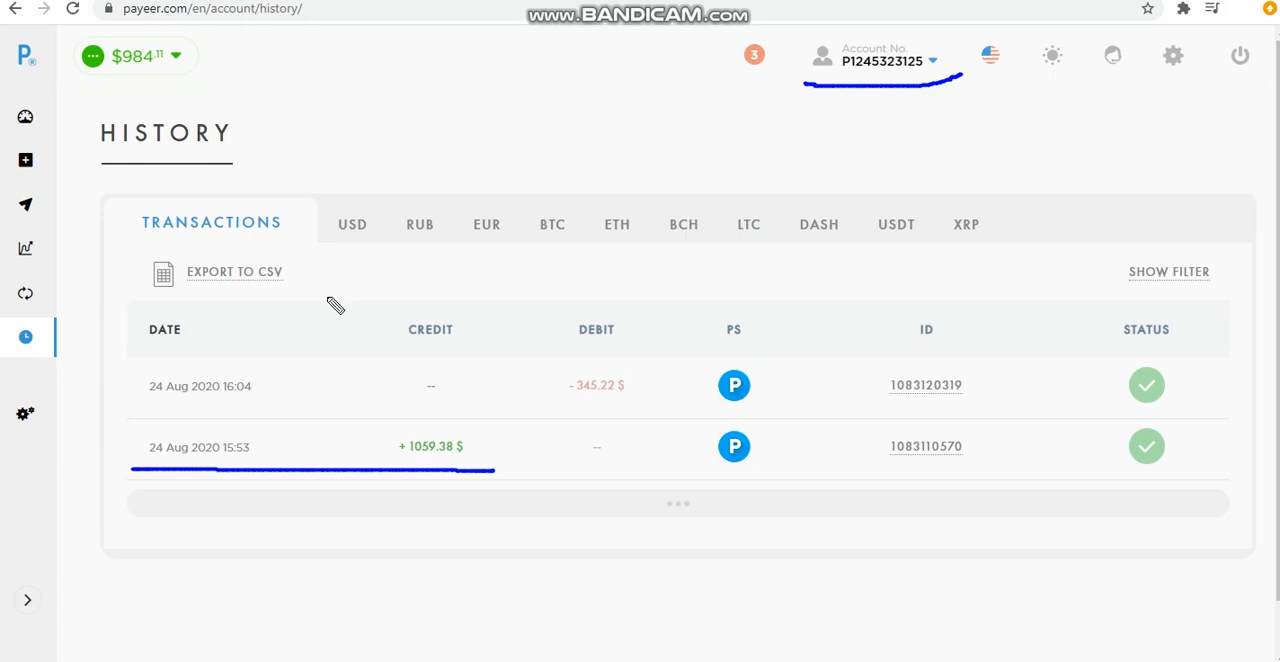 payeer.com/en/account/history/
www.BANDICAM.com
P®
$984.11
3
Account No.
P1245323125
HISTORY
TRANSACTIONS
USD
RUB
EUR
BTC
ETH
BCH
LTC
DASH
USDT
XRP
EXPORT TO CSV
SHOW FILTER
DATE CREDIT DEBIT PS ID STATUS
24 Aug 2020 16:04 -- - 345.22 $ P 1083120319
24 Aug 2020 15:53 + 1059.38 $ -- P 1083110570